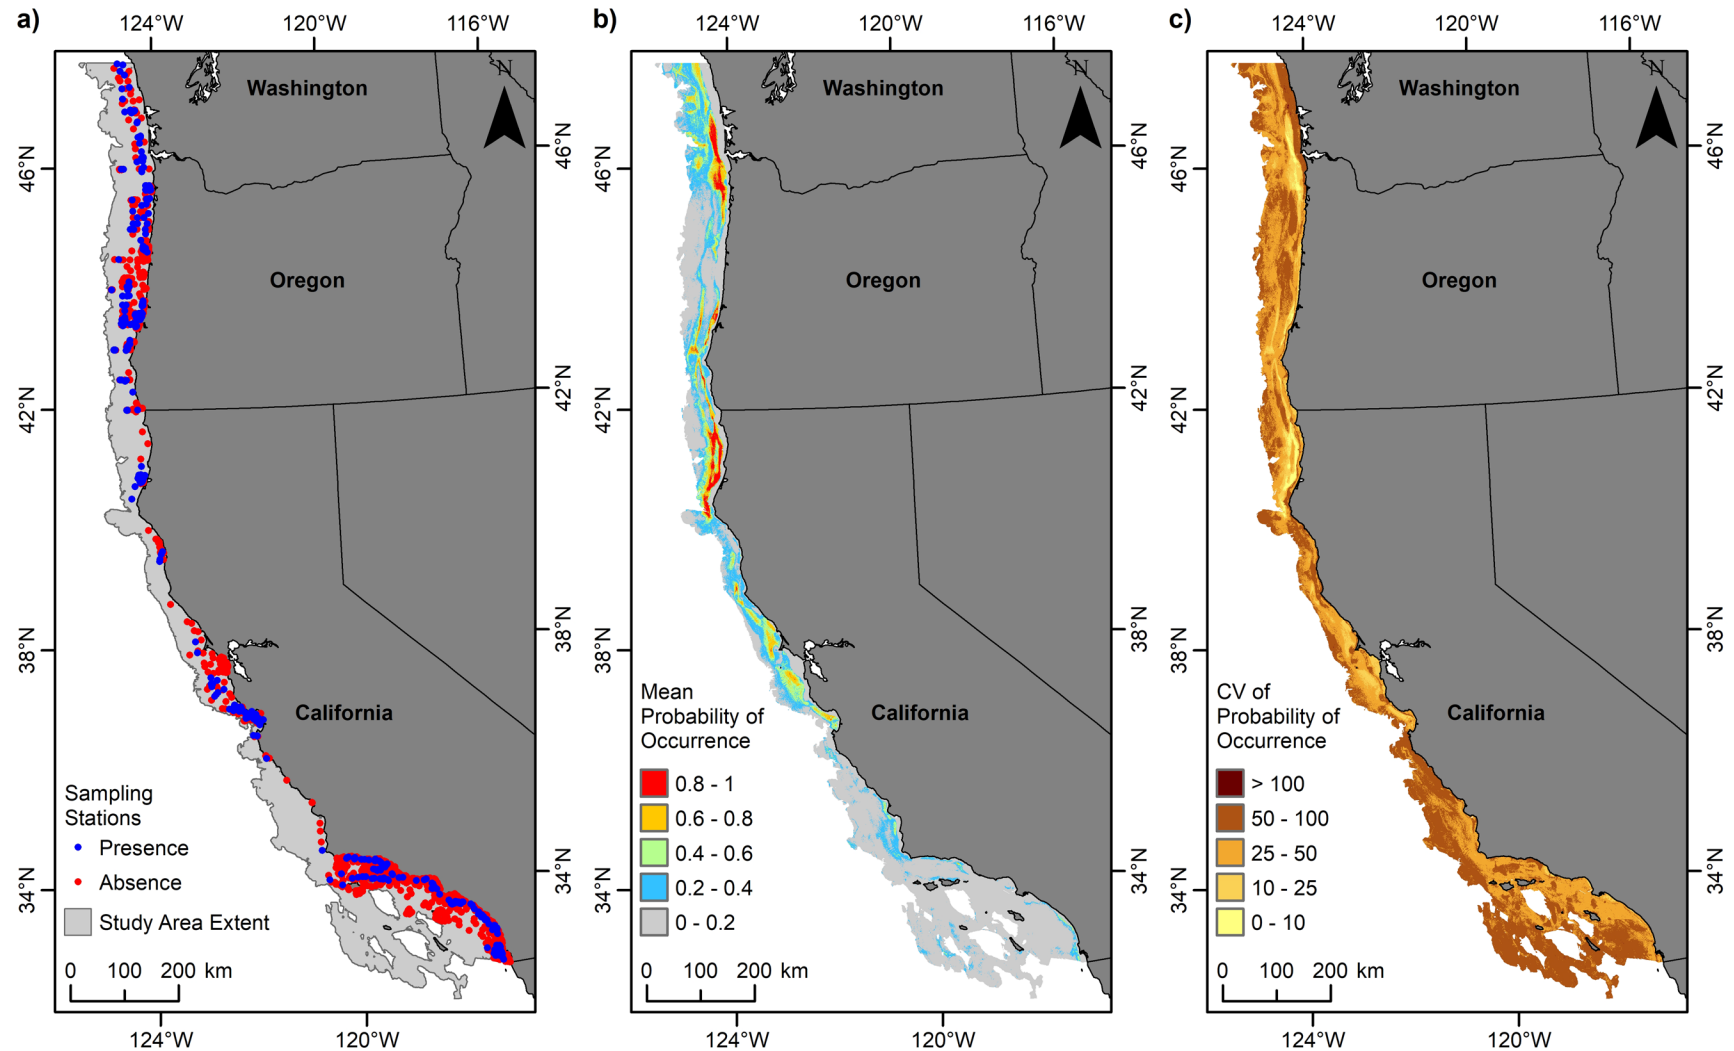 a)
124°W
120°W
116°W
N
Washington
46°N
46°N
Oregon
42°N
42°N
38°N
38°N
California
Sampling
Stations
Presence
Absence
Study Area Extent
34°N
34°N
0
100
200 km
124°W
120°W
b)
124°W
120°W
116°W
N
Washington
46°N
46°N
Oregon
42°N
42°N
38°N
38°N
California
Mean
Probability of
Occurrence
0.8 - 1
0.6 - 0.8
0.4 - 0.6
0.2 - 0.4
0 - 0.2
34°N
34°N
0
100
200 km
124°W
120°W
c)
124°W
120°W
116°W
N
Washington
46°N
46°N
Oregon
42°N
42°N
38°N
38°N
California
CV of
Probability of
Occurrence
> 100
50 - 100
25 - 50
10 - 25
0 - 10
34°N
34°N
0
100
200 km
124°W
120°W